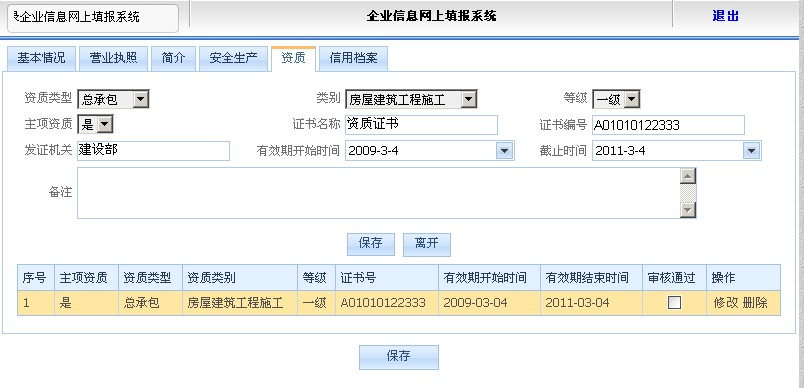 企业信息网上填报系统 企业信息网上填报系统 退出
基本情况 营业执照 简介 安全生产 资质 信用档案
资质类型 总承包 类别 房屋建筑工程施工 等级 一级
主项资质 是 证书名称 资质证书 证书编号 A01010122333
发证机关 建设部 有效期开始时间 2009-3-4 截止时间 2011-3-4
备注
保存 离开
序号 主项资质 资质类型 资质类别 等级 证书号 有效期开始时间 有效期结束时间 审核通过 操作
1 是 总承包 房屋建筑工程施工 一级 A01010122333 2009-03-04 2011-03-04 修改 删除
保存